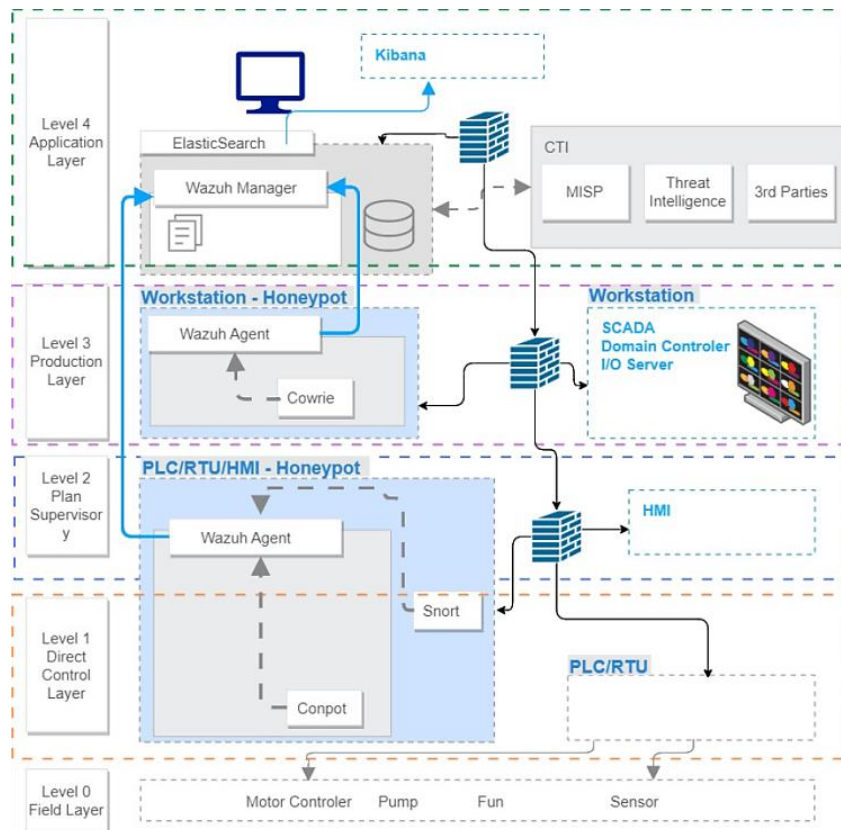 Level 4
Application
Layer
Kibana
ElasticSearch
Wazuh Manager
CTI
MISP
Threat
Intelligence
3rd Parties
Level 3
Production
Layer
Workstation - Honeypot
Wazuh Agent
Cowrie
Workstation
SCADA
Domain Controler
I/O Server
Level 2
Plan
Supervisor
y
PLC/RTU/HMI - Honeypot
Wazuh Agent
HMI
Snort
Level 1
Direct
Control
Layer
Conpot
PLC/RTU
Level 0
Field Layer
Motor Controler
Pump
Fun
Sensor